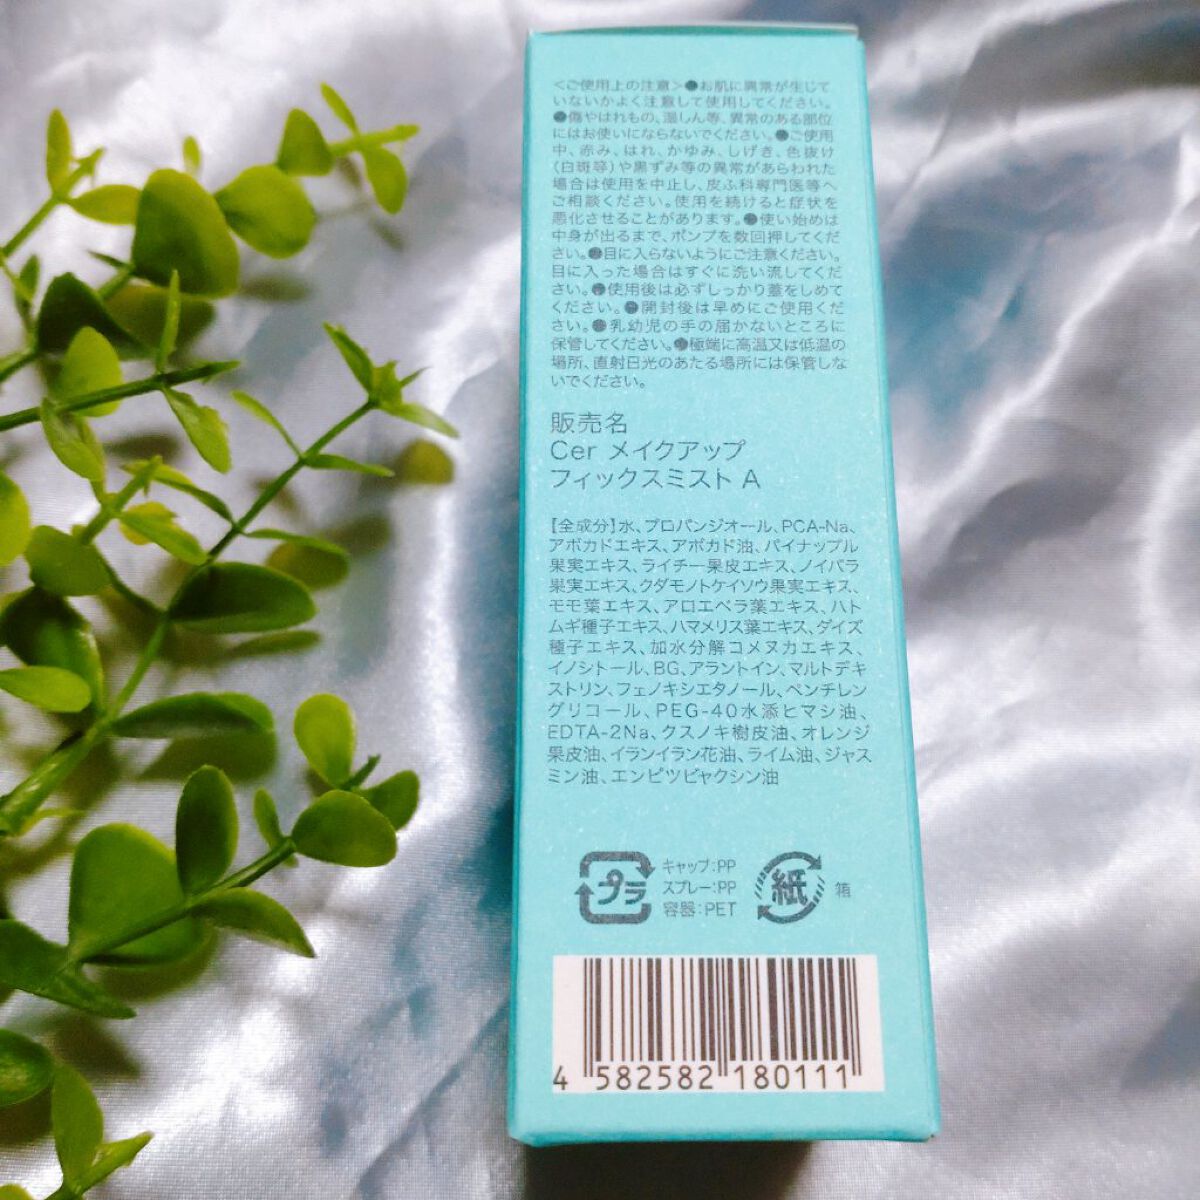 <ご使用上の注意>●お肌に異常が生じて
いないかよく注意して使用してください。
●傷やはれもの、湿しん等、異常のある部位
にはお使いにならないでください。●ご使用
中、赤み、はれ、かゆみ、しげき、色抜け
(白斑等)や黒ずみ等の異常があらわれた
場合は使用を中止し、皮ふ科専門医等へ
ご相談ください。使用を続けると症状を
悪化させることがあります。●使い始めは
中身が出るまで、ポンプを数回押してくだ
さい。●目に入らないようにご注意ください。
目に入った場合はすぐに洗い流してくだ
さい。●使用後は必ずしっかり蓋をしめて
ください。●開封後は早めにご使用くだ
さい。●乳幼児の手の届かないところに
保管してください。●極端に高温又は低温の
場所、直射日光のあたる場所には保管しな
いでください。
販売名
Cer メイクアップ
フィックスミスト A
【全成分】水、プロパンジオール、PCA-Na、
アボカドエキス、アボカド油、パイナップル
果実エキス、ライチー果皮エキス、ノイバラ
果実エキス、クダモノトケイソウ果実エキス、
モモ葉エキス、アロエベラ葉エキス、ハト
ムギ種子エキス、ハマメリス葉エキス、ダイズ
種子エキス、加水分解コメヌカエキス、
イノシトール、BG、アラントイン、マルトデキ
ストリン、フェノキシエタノール、ペンチレン
グリコール、PEG-40水添ヒマシ油、
EDTA-2Na、クスノキ樹皮油、オレンジ
果皮油、イランイラン花油、ライム油、ジャス
ミン油、エンピツビャクシン油
プラ
キャップ:PP
スプレー:PP
容器:PET
紙
箱
4 582582 180111